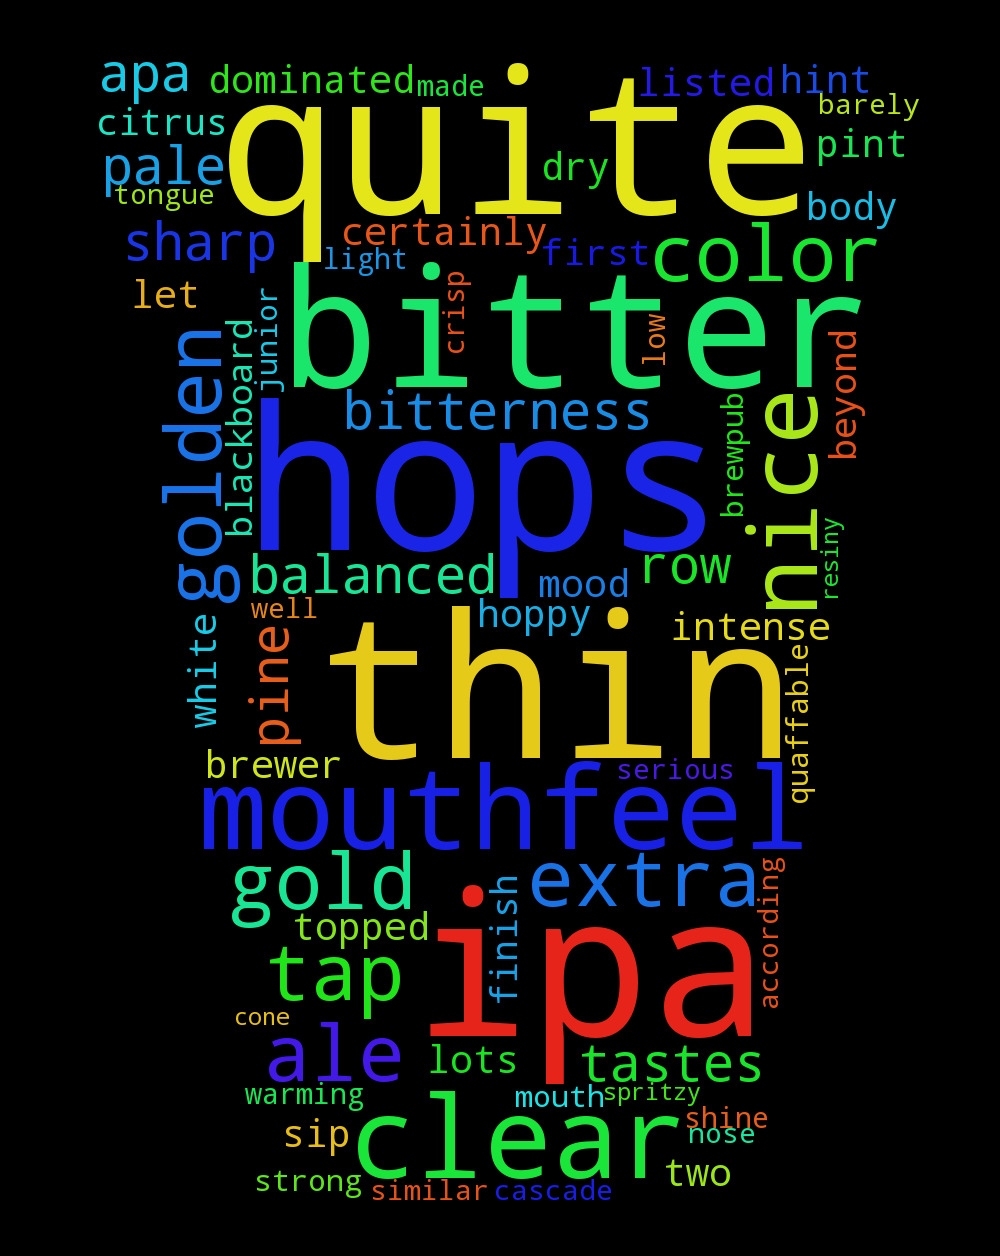 apa
dominated
made
listed
hint
citrus
quite
barely
pale
dry
pint
tongue
body
sharp
certainly
light
first
color
let
junior
bitter
crisp
low
beyond
golden
blackboard
bitterness
brewpub
nice
hops
resiny
balanced
mood
row
white
well
hoppy
intense
pine
thin
quaffable
brewer
serious
mouthfeel
gold
extra
according
topped
finish
tap
ipa
cone
ale
lots
tastes
warming
mouth
spritzy
clear
shine
sip
nose
strong
similar
cascade
two